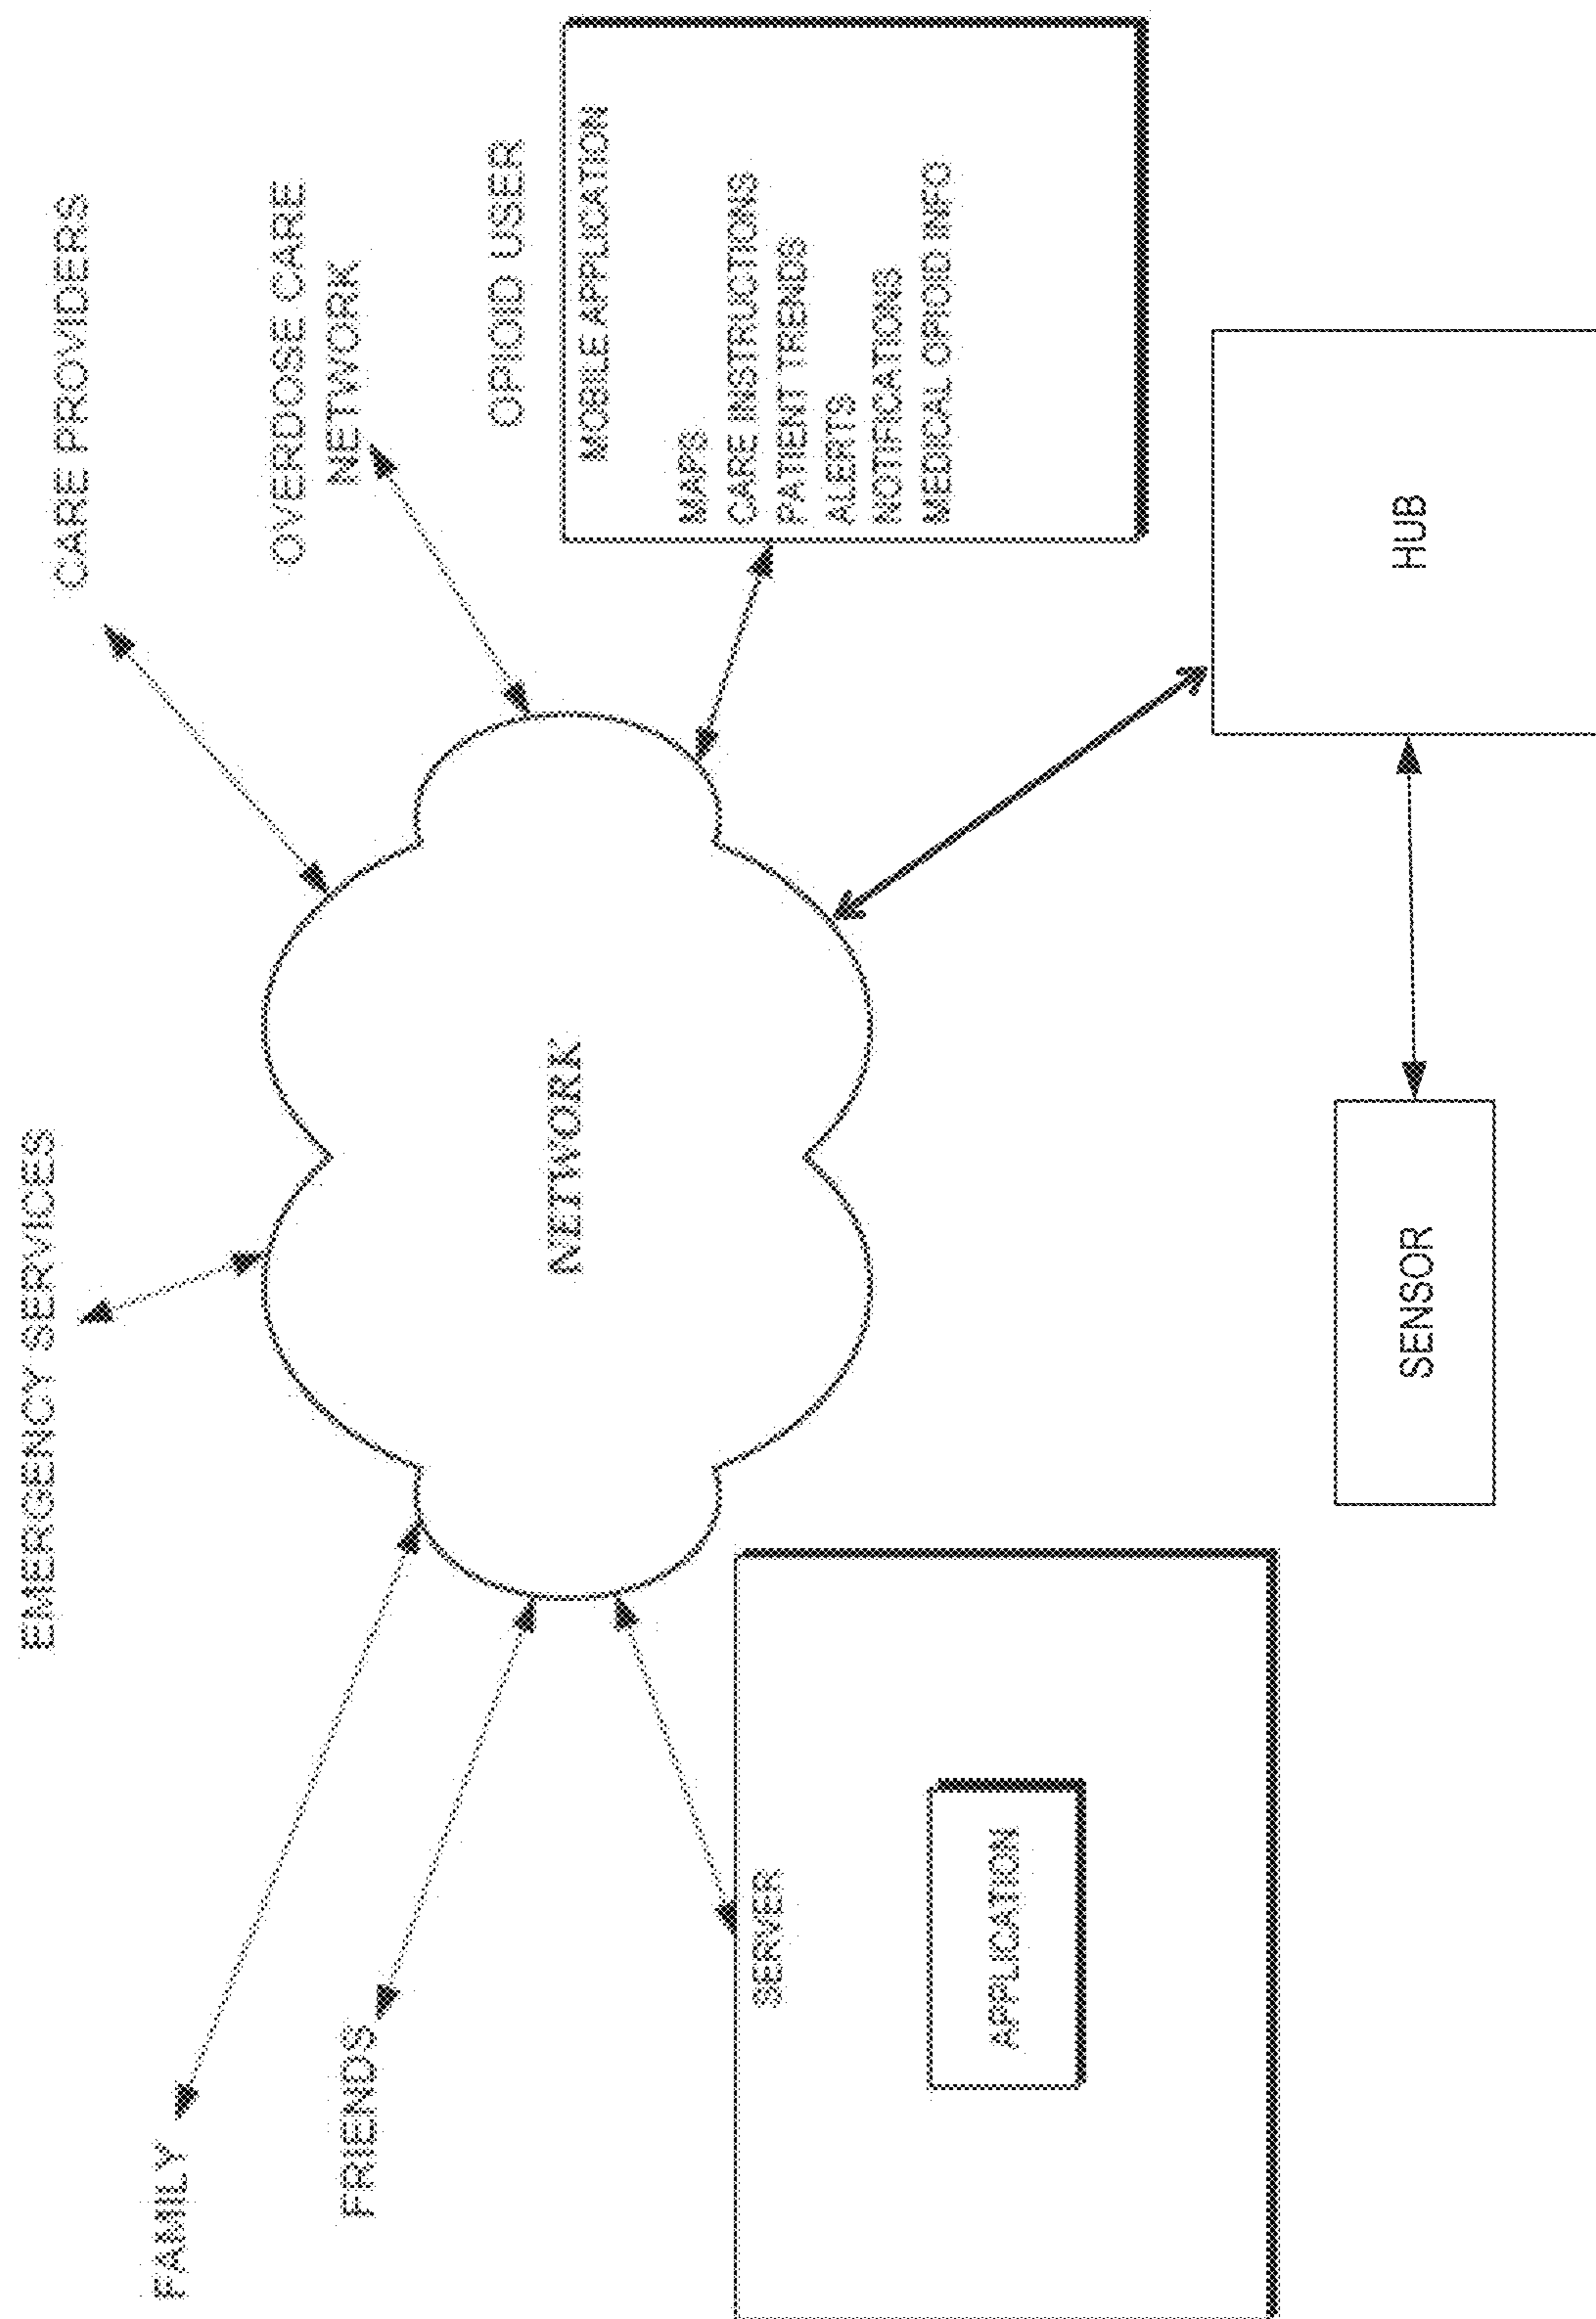 EMERGENCY SERVICES
CARE PROVIDERS
FAMILY
OVERDOSE CARE
NETWORK
FRIENDS
OPIOID USER
NETWORK
MOBILE APPLICATION
MAPS
CARE INSTRUCTIONS
PATIENT TRENDS
ALERTS
NOTIFICATIONS
MEDICAL OPIOID INFO
SERVER
APPLICATION
SENSOR
HUB